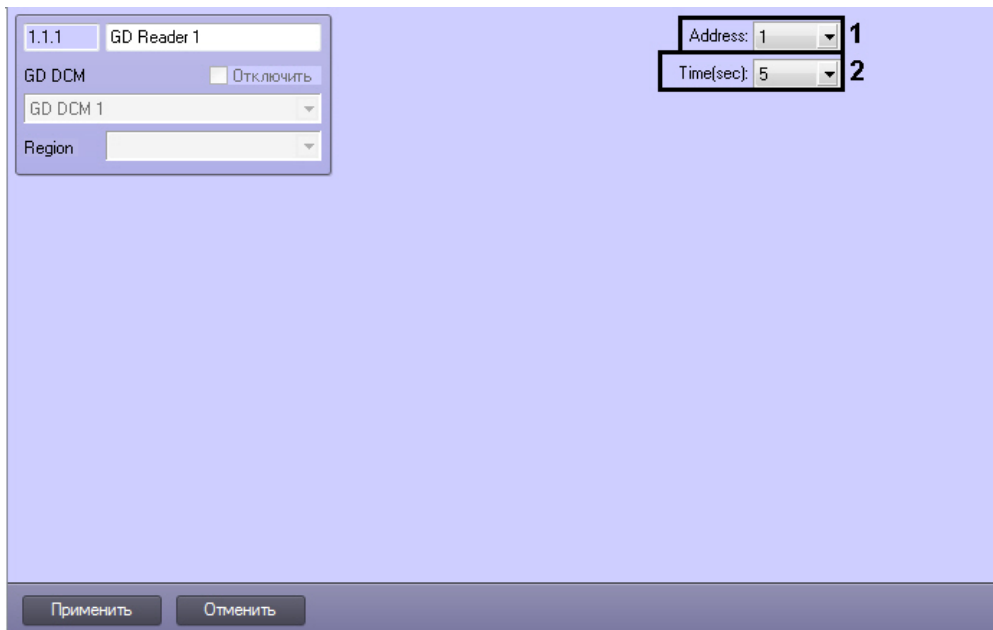 1.1.1 GD Reader 1
GD DCM Отключить
GD DCM 1
Region
Address: 1 1
Time(sec): 5 2
Применить Отменить